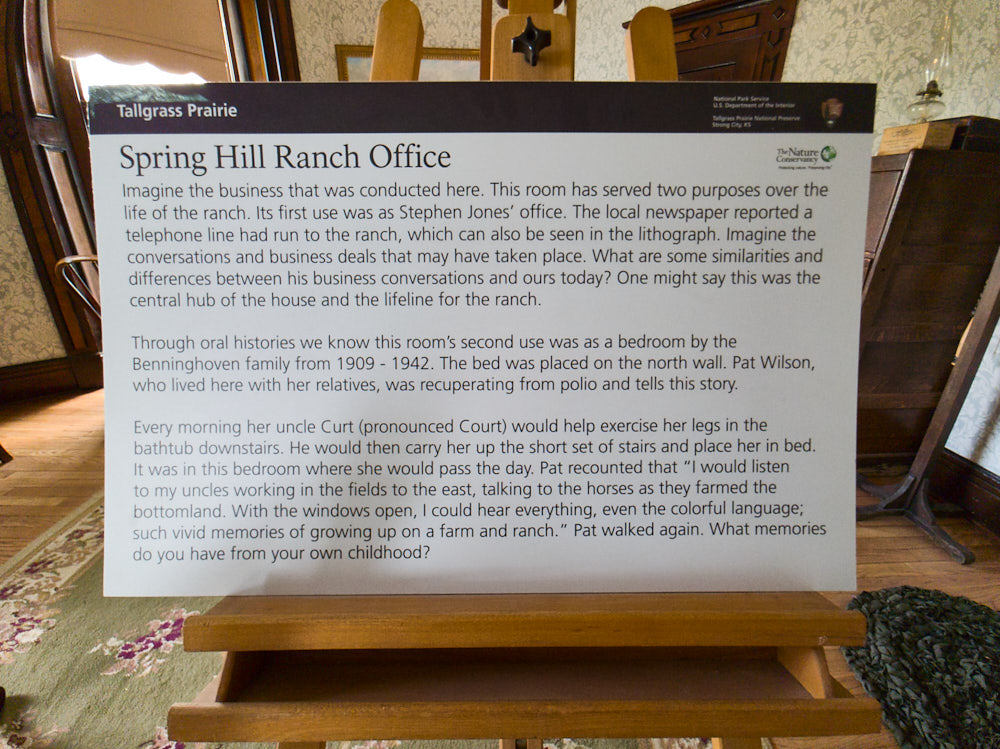 Tallgrass Prairie
National Park Service
U.S. Department of the Interior
Tallgrass Prairie National Preserve
Strong City, KS
Spring Hill Ranch Office
The Nature
Conservancy
Imagine the business that was conducted here. This room has served two purposes over the
life of the ranch. Its first use was as Stephen Jones' office. The local newspaper reported a
telephone line had run to the ranch, which can also be seen in the lithograph. Imagine the
conversations and business deals that may have taken place. What are some similarities and
differences between his business conversations and ours today? One might say this was the
central hub of the house and the lifeline for the ranch.
Through oral histories we know this room's second use was as a bedroom by the
Benninghoven family from 1909 - 1942. The bed was placed on the north wall. Pat Wilson,
who lived here with her relatives, was recuperating from polio and tells this story.
Every morning her uncle Curt (pronounced Court) would help exercise her legs in the
bathtub downstairs. He would then carry her up the short set of stairs and place her in bed.
It was in this bedroom where she would pass the day. Pat recounted that "I would listen
to my uncles working in the fields to the east, talking to the horses as they farmed the
bottomland. With the windows open, I could hear everything, even the colorful language;
such vivid memories of growing up on a farm and ranch." Pat walked again. What memories
do you have from your own childhood?